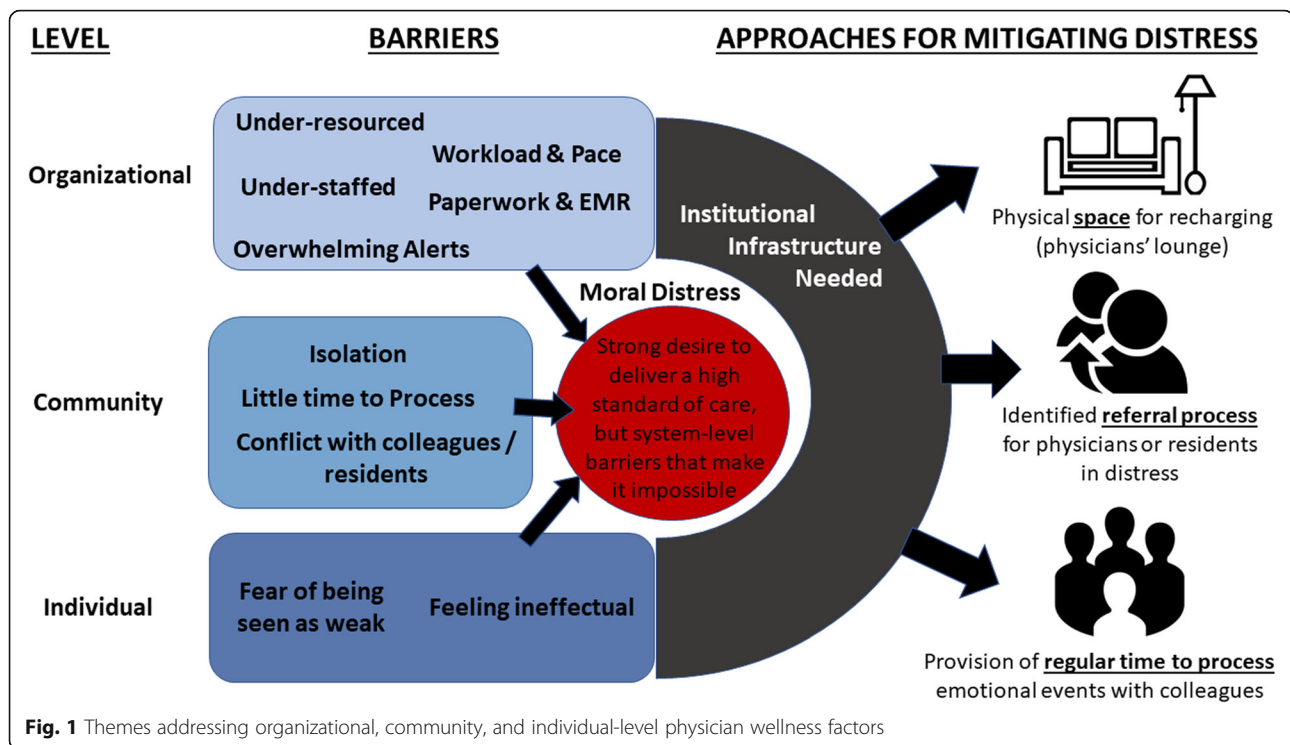 LEVEL
BARRIERS
APPROACHES FOR MITIGATING DISTRESS
Organizational
Under-resourced
Workload & Pace
Under-staffed
Paperwork & EMR
Overwhelming Alerts
Community
Isolation
Little time to Process
Conflict with colleagues /
residents
Individual
Fear of being
seen as weak
Feeling ineffectual
Moral Distress
Strong desire to
deliver a high
standard of care,
but system-level
barriers that make
it impossible
Institutional
Infrastructure
Needed
Physical space for recharging
(physicians' lounge)
Identified referral process
for physicians or residents
in distress
Provision of regular time to process
emotional events with colleagues
Fig. 1 Themes addressing organizational, community, and individual-level physician wellness factors